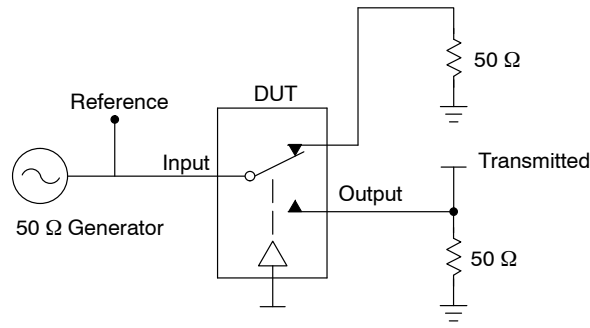 50 Ω
DUT
Reference
Transmitted
Input
Output
50 Ω Generator
50 Ω